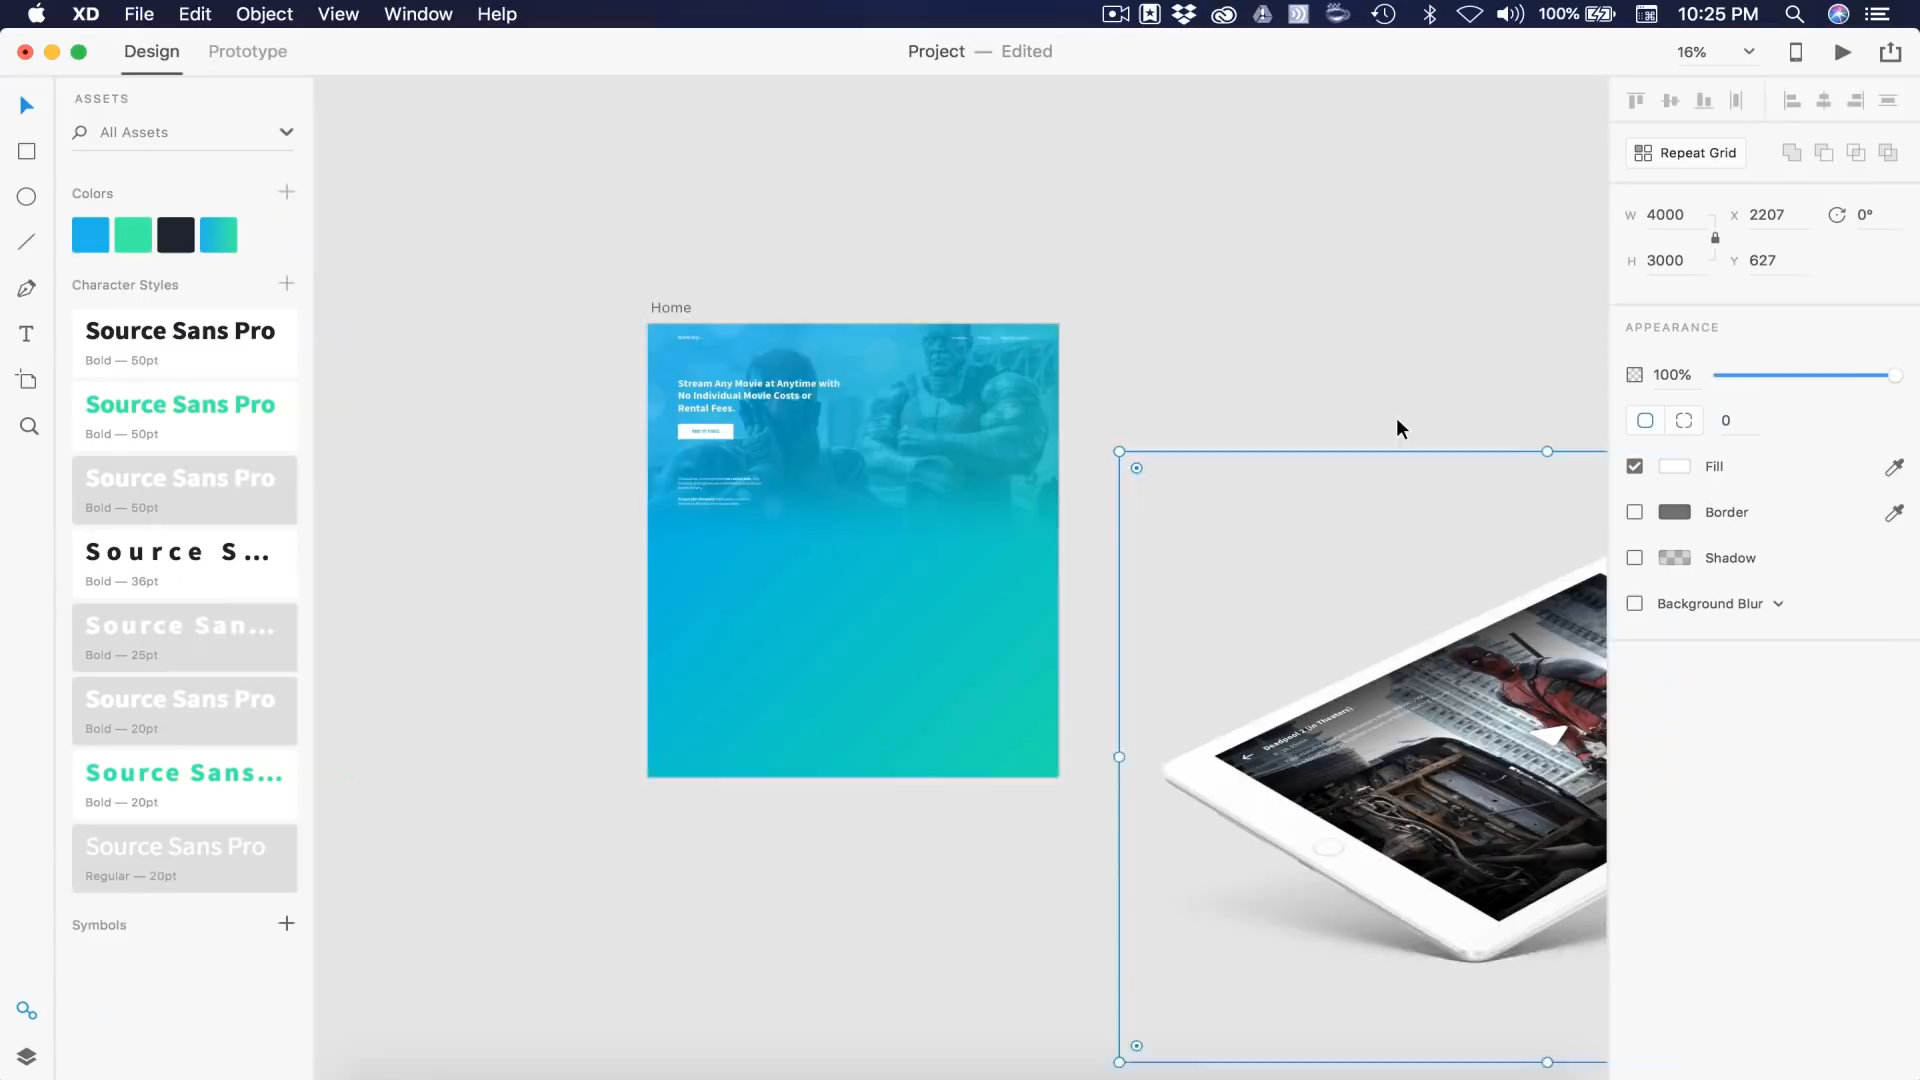 XD File Edit Object View Window Help
100%
10:25 PM
Design
Prototype
Project — Edited
16%
ASSETS
All Assets
Colors
Character Styles
Source Sans Pro
Bold — 50pt
Source Sans Pro
Bold — 50pt
Source Sans Pro
Bold — 50pt
Source S...
Bold — 36pt
Source San...
Bold — 25pt
Source Sans Pro
Bold — 20pt
Source Sans...
Bold — 20pt
Source Sans Pro
Regular — 20pt
Symbols
Home
Stream Any Movie at Anytime with
No Individual Movie Costs or
Rental Fees.
Deadpool 2 (in Theaters)
Repeat Grid
W 4000 X 2207 0°
H 3000 Y 627
APPEARANCE
100%
0
Fill
Border
Shadow
Background Blur